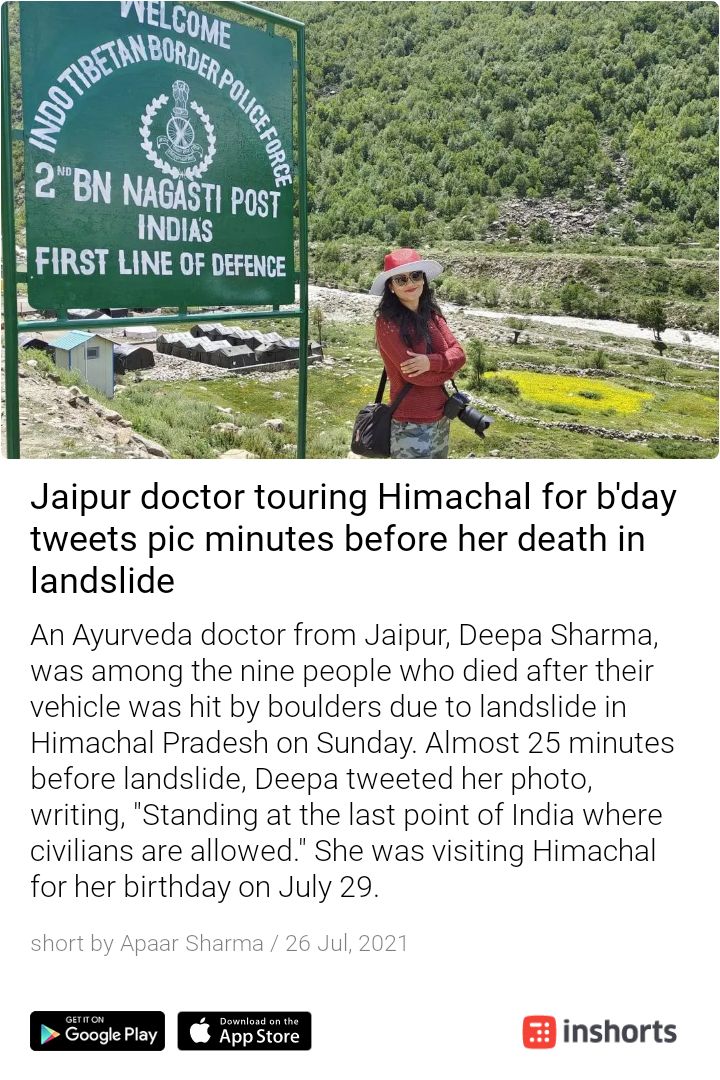 WELCOME
INDO TIBETAN BORDER POLICE FORCE
2ND BN NAGASTI POST
INDIA'S
FIRST LINE OF DEFENCE
Jaipur doctor touring Himachal for b'day
tweets pic minutes before her death in
landslide
An Ayurveda doctor from Jaipur, Deepa Sharma,
was among the nine people who died after their
vehicle was hit by boulders due to landslide in
Himachal Pradesh on Sunday. Almost 25 minutes
before landslide, Deepa tweeted her photo,
writing, "Standing at the last point of India where
civilians are allowed." She was visiting Himachal
for her birthday on July 29.
short by Apaar Sharma / 26 Jul, 2021
GET IT ON
Google Play
Download on the
App Store
inshorts